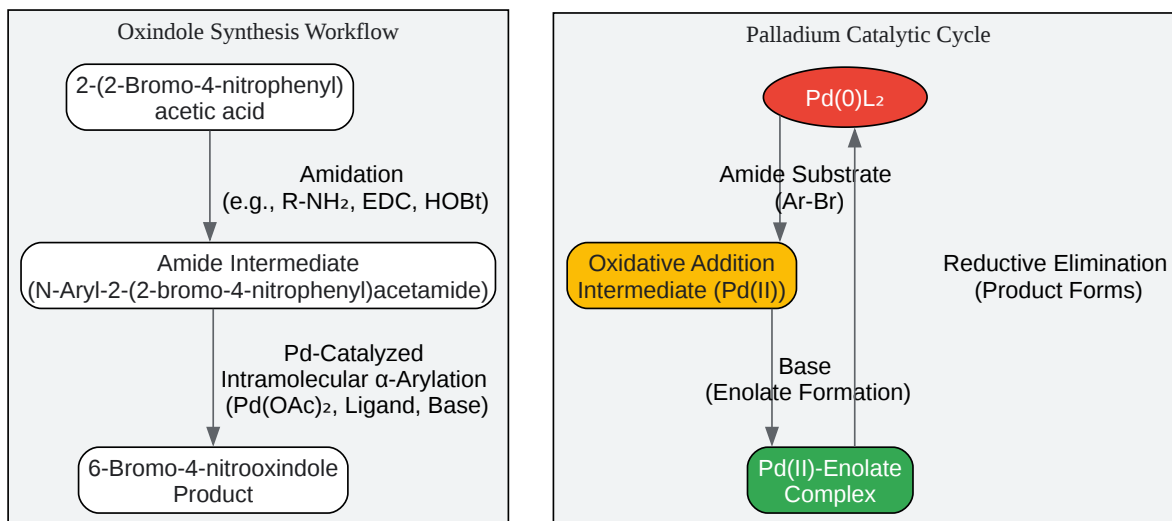 Oxindole Synthesis Workflow
2-(2-Bromo-4-nitrophenyl)
acetic acid
Amidation
(e.g., R-NH₂, EDC, HOBt)
Amide Intermediate
(N-Aryl-2-(2-bromo-4-nitrophenyl)acetamide)
Pd-Catalyzed
Intramolecular α-Arylation
(Pd(OAc)₂, Ligand, Base)
6-Bromo-4-nitrooxindole
Product
Palladium Catalytic Cycle
Pd(0)L₂
Amide Substrate
(Ar-Br)
Oxidative Addition
Intermediate (Pd(II))
Reductive Elimination
(Product Forms)
Base
(Enolate Formation)
Pd(II)-Enolate
Complex